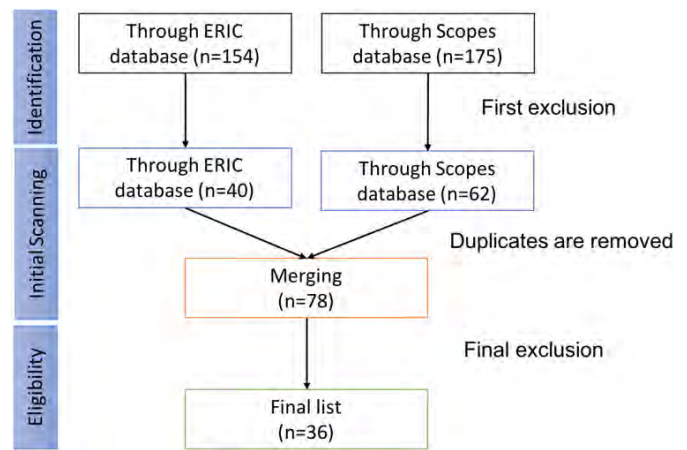 Identification
Through ERIC
database (n=154)
Through Scopes
database (n=175)
First exclusion
Initial Scanning
Through ERIC
database (n=40)
Through Scopes
database (n=62)
Duplicates are removed
Merging
(n=78)
Eligibility
Final exclusion
Final list
(n=36)